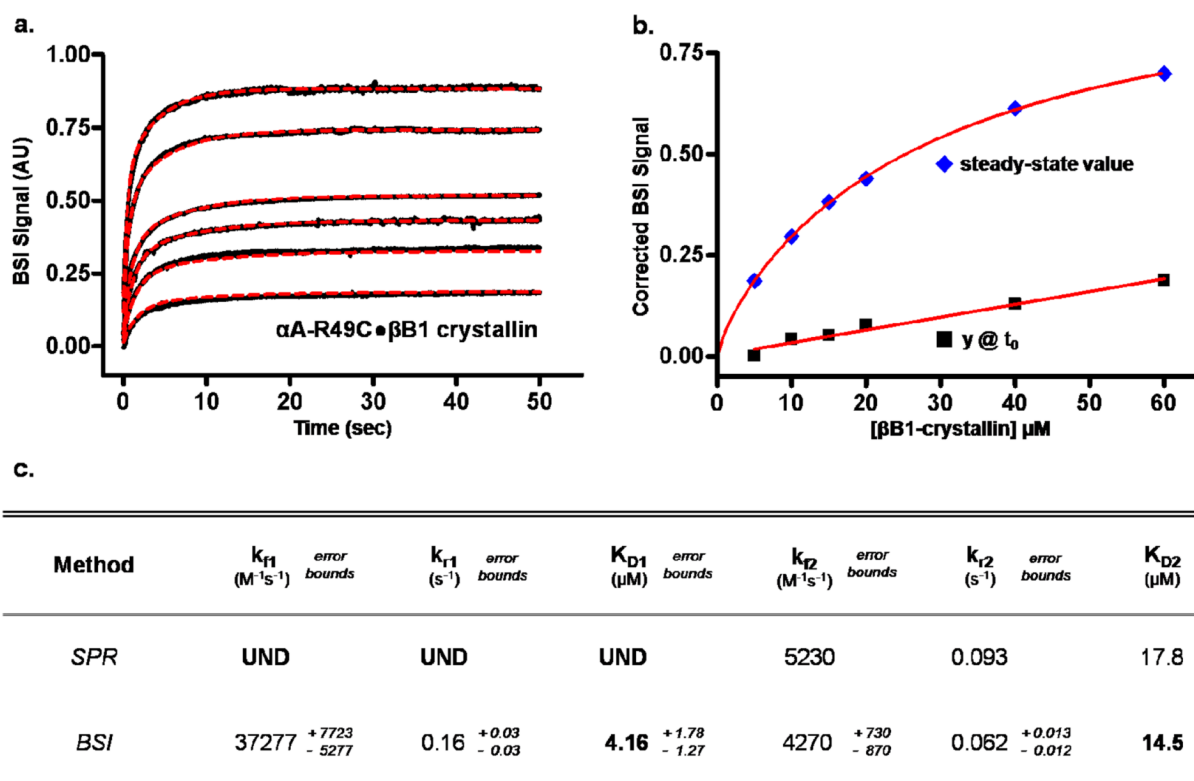 a.
1.00
0.75
0.50
0.25
0.00
BSI Signal (AU)
αA-R49C●βB1 crystallin
0 10 20 30 40 50
Time (sec)
b.
0.75
0.50
0.25
0.00
Corrected BSI Signal
steady-state value
y @ t₀
0 10 20 30 40 50 60
[βB1-crystallin] µM
c.
Method kf1 (M⁻¹s⁻¹) error bounds kr1 (s⁻¹) error bounds KD1 (µM) error bounds kf2 (M⁻¹s⁻¹) error bounds kr2 (s⁻¹) error bounds KD2 (µM)
SPR UND UND UND 5230 0.093 17.8
BSI 37277 +7723 - 5277 0.16 +0.03 - 0.03 4.16 +1.78 - 1.27 4270 +730 - 870 0.062 +0.013 - 0.012 14.5